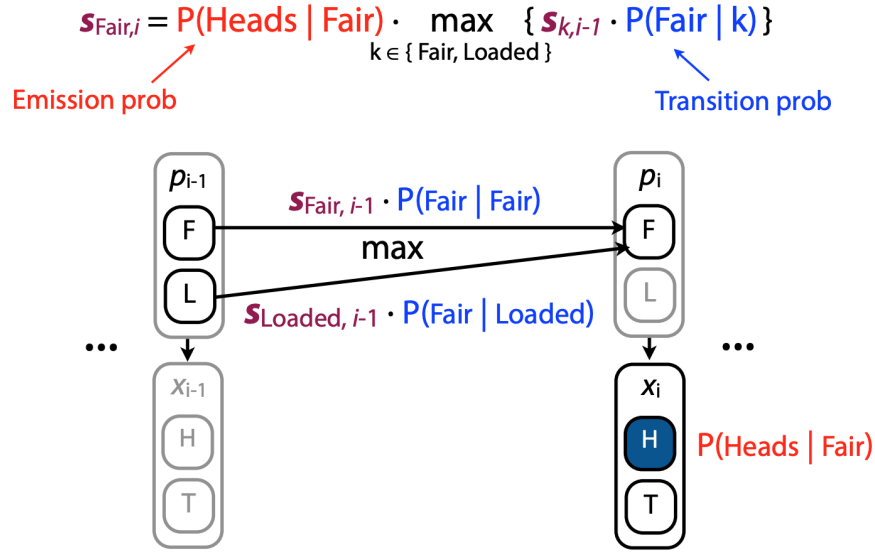 sFair,i = P(Heads | Fair) · max { sk,i-1 · P(Fair | k) }
k ∈ { Fair, Loaded }
Emission prob
Transition prob
pi-1
pi
sFair, i-1 · P(Fair | Fair)
F
F
max
L
L
sLoaded, i-1 · P(Fair | Loaded)
...
...
xi-1
xi
H
H
P(Heads | Fair)
T
T